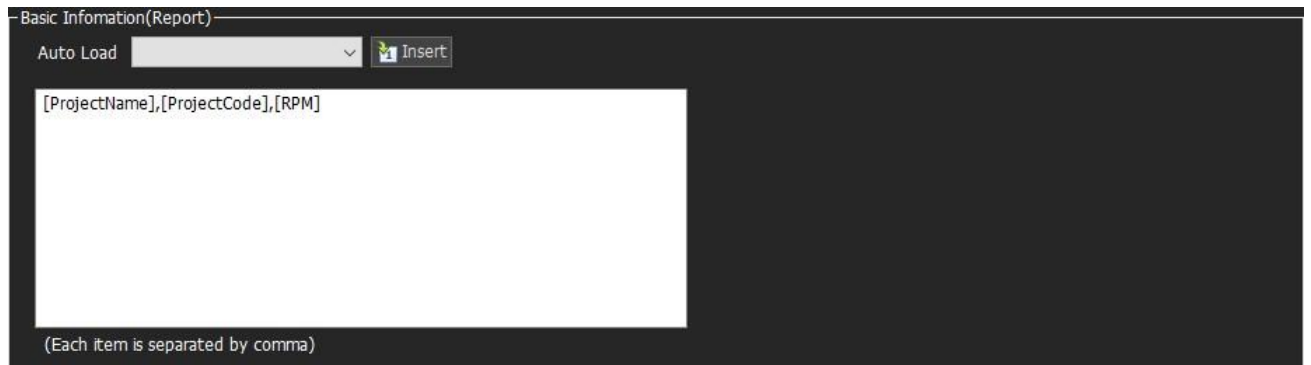 Basic Infomation(Report)
Auto Load Insert
[ProjectName],[ProjectCode],[RPM]
(Each item is separated by comma)